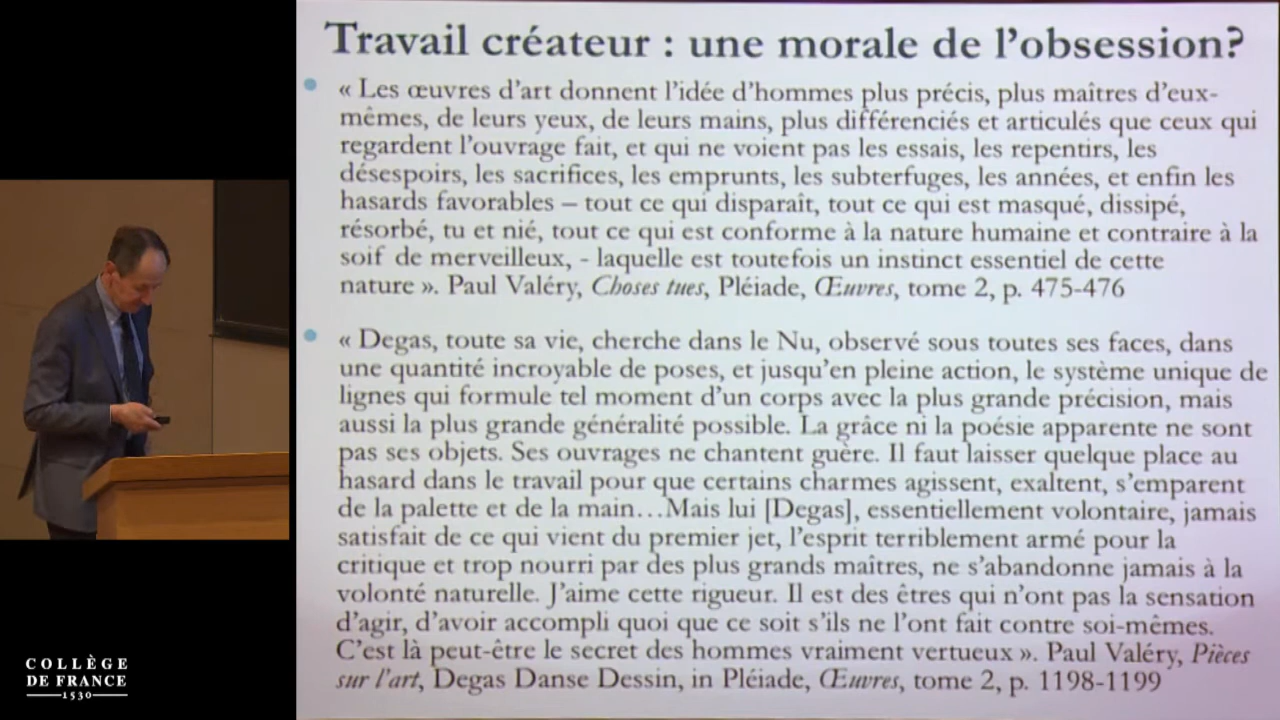 Travail créateur : une morale de l'obsession?
« Les œuvres d'art donnent l'idée d'hommes plus précis, plus maîtres d'eux-
mêmes, de leurs yeux, de leurs mains, plus différenciés et articulés que ceux qui
regardent l'ouvrage fait, et qui ne voient pas les essais, les repentirs, les
désespoirs, les sacrifices, les emprunts, les subterfuges, les années, et enfin les
hasards favorables – tout ce qui disparaît, tout ce qui est masqué, dissipé,
résorbé, tu et nié, tout ce qui est conforme à la nature humaine et contraire à la
soif de merveilleux, - laquelle est toutefois un instinct essentiel de cette
nature ». Paul Valéry, Choses tues, Pléiade, Œuvres, tome 2, p. 475-476
« Degas, toute sa vie, cherche dans le Nu, observé sous toutes ses faces, dans
une quantité incroyable de poses, et jusqu'en pleine action, le système unique de
lignes qui formule tel moment d'un corps avec la plus grande précision, mais
aussi la plus grande généralité possible. La grâce ni la poésie apparente ne sont
pas ses objets. Ses ouvrages ne chantent guère. Il faut laisser quelque place au
hasard dans le travail pour que certains charmes agissent, exaltent, s'emparent
de la palette et de la main…Mais lui [Degas], essentiellement volontaire, jamais
satisfait de ce qui vient du premier jet, l'esprit terriblement armé pour la
critique et trop nourri par des plus grands maîtres, ne s'abandonne jamais à la
volonté naturelle. J'aime cette rigueur. Il est des êtres qui n'ont pas la sensation
d'agir, d'avoir accompli quoi que ce soit s'ils ne l'ont fait contre soi-mêmes.
C'est là peut-être le secret des hommes vraiment vertueux ». Paul Valéry, Pièces
sur l'art, Degas Danse Dessin, in Pléiade, Œuvres, tome 2, p. 1198-1199
COLLÈGE
DE FRANCE
1530